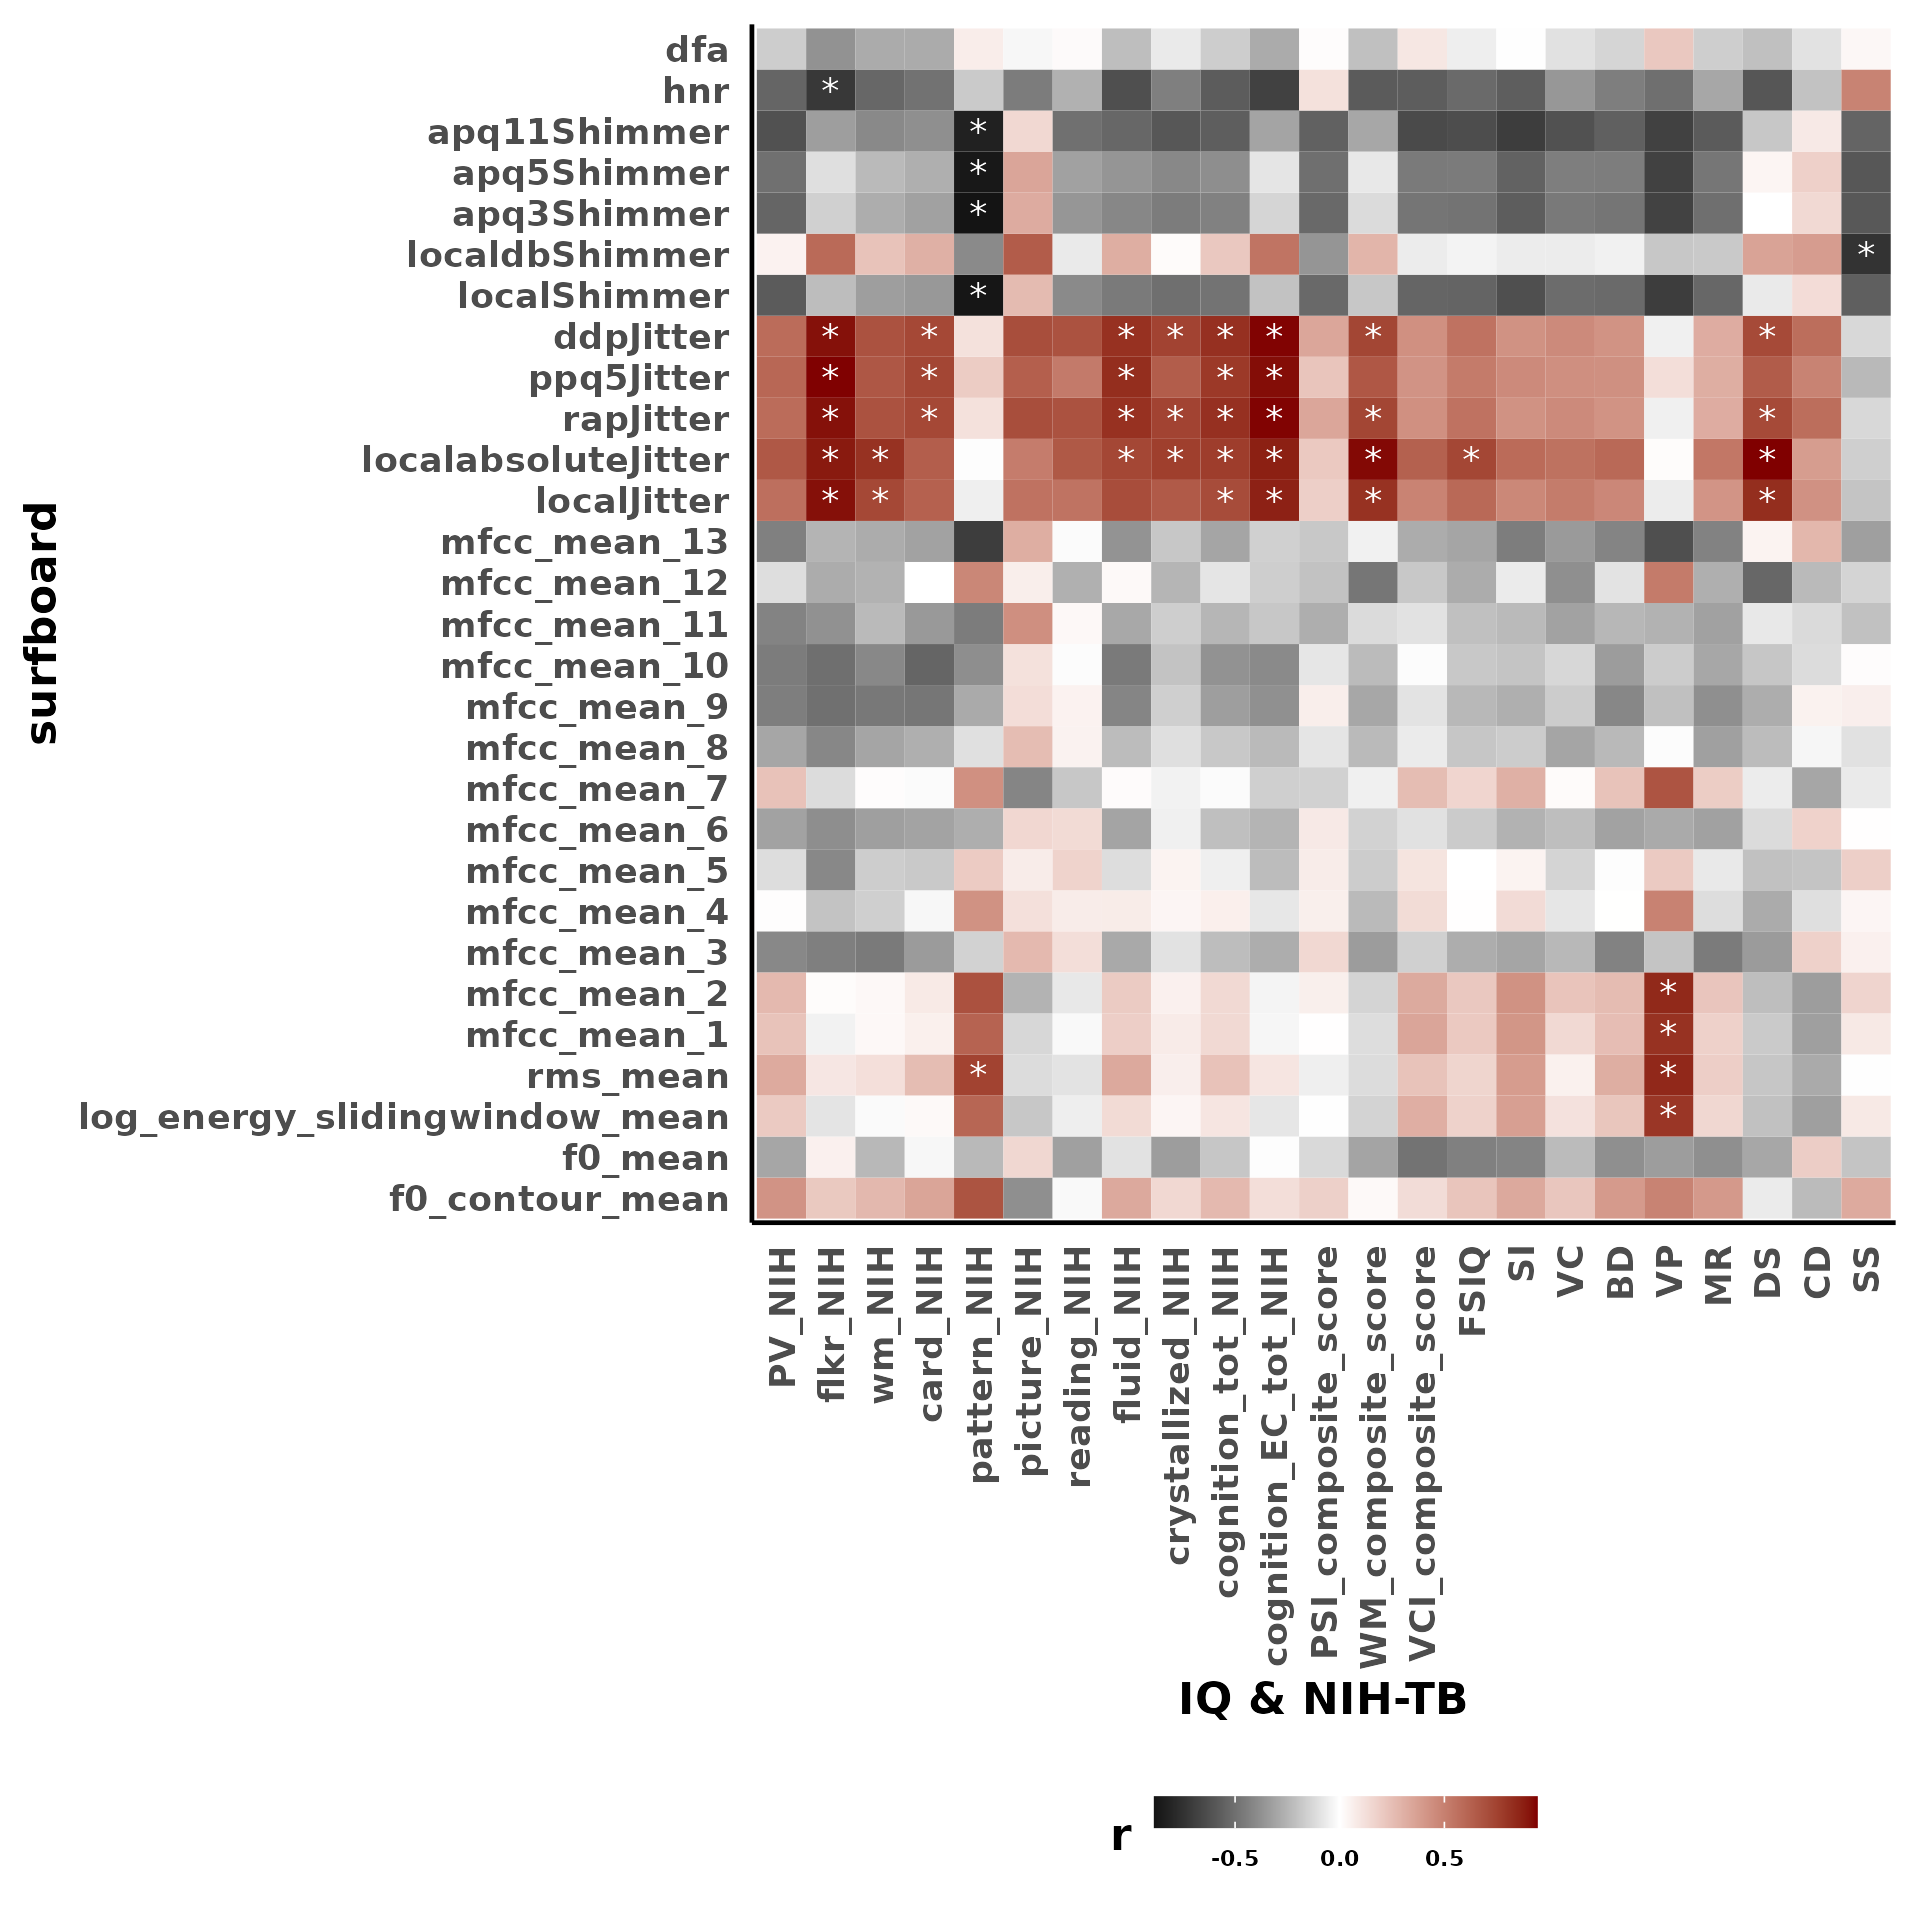 surfboard
dfa
hnr *
apq11Shimmer *
apq5Shimmer *
apq3Shimmer *
localdbShimmer *
localShimmer *
ddpJitter * * * * * * * *
ppq5Jitter * * * * *
rapJitter * * * * * * * *
localabsoluteJitter * * * * * * * * *
localJitter * * * * * *
mfcc_mean_13
mfcc_mean_12
mfcc_mean_11
mfcc_mean_10
mfcc_mean_9
mfcc_mean_8
mfcc_mean_7
mfcc_mean_6
mfcc_mean_5
mfcc_mean_4
mfcc_mean_3
mfcc_mean_2 *
mfcc_mean_1 *
rms_mean * *
log_energy_slidingwindow_mean *
f0_mean
f0_contour_mean
PV_NIH
flkr_NIH
wm_NIH
card_NIH
pattern_NIH
picture_NIH
reading_NIH
fluid_NIH
crystallized_NIH
cognition_tot_NIH
cognition_EC_tot_NIH
PSI_composite_score
WM_composite_score
VCI_composite_score
FSIQ
SI
VC
BD
VP
MR
DS
CD
SS
IQ & NIH-TB
r
-0.5 0.0 0.5